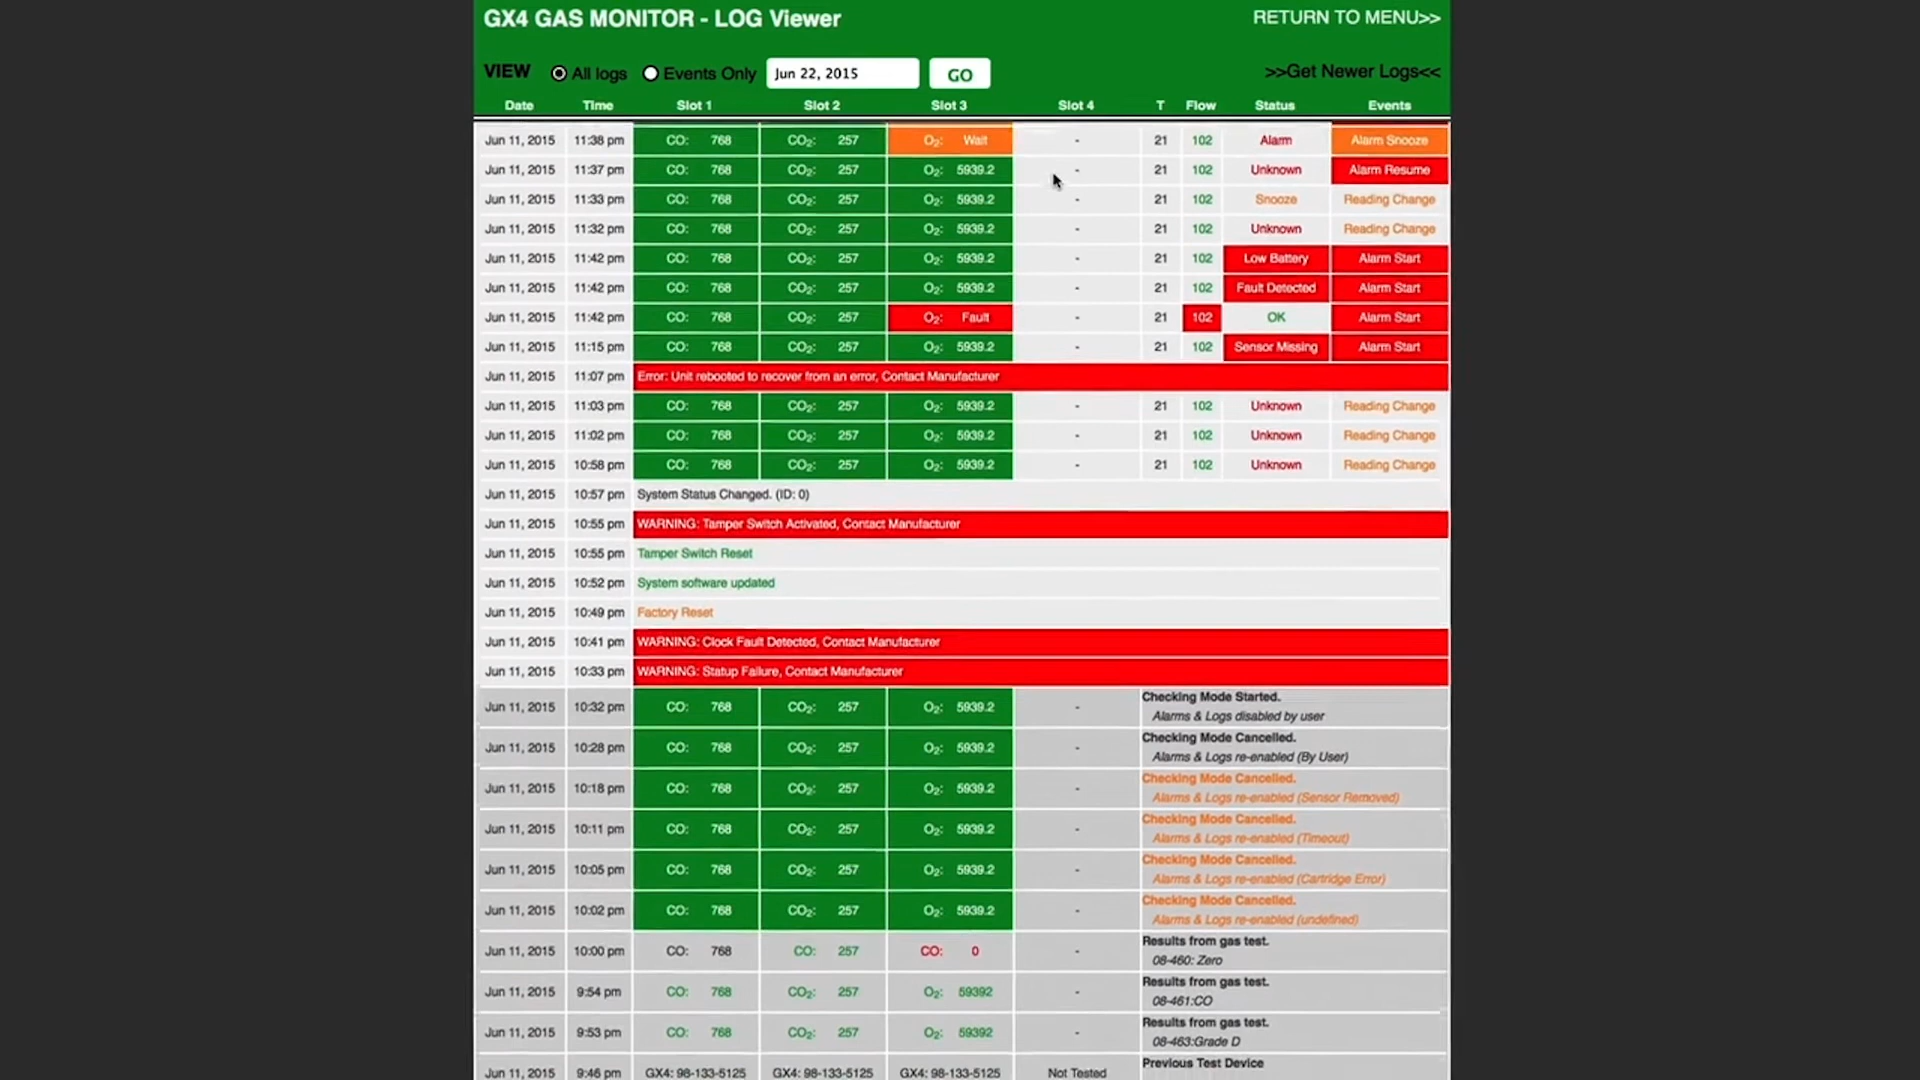 GX4 GAS MONITOR - LOG Viewer RETURN TO MENU>>
VIEW All logs Events Only Jun 22, 2015 GO >>Get Newer Logs<<
Date Time Slot 1 Slot 2 Slot 3 Slot 4 T Flow Status Events
Jun 11, 2015 11:38 pm CO: 768 CO₂: 257 O₂: Wait - 21 102 Alarm Alarm Snooze
Jun 11, 2015 11:37 pm CO: 768 CO₂: 257 O₂: 5939.2 - 21 102 Unknown Alarm Resume
Jun 11, 2015 11:33 pm CO: 768 CO₂: 257 O₂: 5939.2 - 21 102 Snooze Reading Change
Jun 11, 2015 11:32 pm CO: 768 CO₂: 257 O₂: 5939.2 - 21 102 Unknown Reading Change
Jun 11, 2015 11:42 pm CO: 768 CO₂: 257 O₂: 5939.2 - 21 102 Low Battery Alarm Start
Jun 11, 2015 11:42 pm CO: 768 CO₂: 257 O₂: 5939.2 - 21 102 Fault Detected Alarm Start
Jun 11, 2015 11:42 pm CO: 768 CO₂: 257 O₂: Fault - 21 102 OK Alarm Start
Jun 11, 2015 11:15 pm CO: 768 CO₂: 257 O₂: 5939.2 - 21 102 Sensor Missing Alarm Start
Jun 11, 2015 11:07 pm Error: Unit rebooted to recover from an error, Contact Manufacturer
Jun 11, 2015 11:03 pm CO: 768 CO₂: 257 O₂: 5939.2 - 21 102 Unknown Reading Change
Jun 11, 2015 11:02 pm CO: 768 CO₂: 257 O₂: 5939.2 - 21 102 Unknown Reading Change
Jun 11, 2015 10:58 pm CO: 768 CO₂: 257 O₂: 5939.2 - 21 102 Unknown Reading Change
Jun 11, 2015 10:57 pm System Status Changed. (ID: 0)
Jun 11, 2015 10:55 pm WARNING: Tamper Switch Activated, Contact Manufacturer
Jun 11, 2015 10:55 pm Tamper Switch Reset
Jun 11, 2015 10:52 pm System software updated
Jun 11, 2015 10:49 pm Factory Reset
Jun 11, 2015 10:41 pm WARNING: Clock Fault Detected, Contact Manufacturer
Jun 11, 2015 10:33 pm WARNING: Statup Failure, Contact Manufacturer
Jun 11, 2015 10:32 pm CO: 768 CO₂: 257 O₂: 5939.2 - Checking Mode Started.
Alarms & Logs disabled by user
Jun 11, 2015 10:28 pm CO: 768 CO₂: 257 O₂: 5939.2 - Checking Mode Cancelled.
Alarms & Logs re-enabled (By User)
Jun 11, 2015 10:18 pm CO: 768 CO₂: 257 O₂: 5939.2 - Checking Mode Cancelled.
Alarms & Logs re-enabled (Sensor Removed)
Jun 11, 2015 10:11 pm CO: 768 CO₂: 257 O₂: 5939.2 - Checking Mode Cancelled.
Alarms & Logs re-enabled (Timeout)
Jun 11, 2015 10:05 pm CO: 768 CO₂: 257 O₂: 5939.2 - Checking Mode Cancelled.
Alarms & Logs re-enabled (Cartridge Error)
Jun 11, 2015 10:02 pm CO: 768 CO₂: 257 O₂: 5939.2 - Checking Mode Cancelled.
Alarms & Logs re-enabled (undefined)
Jun 11, 2015 10:00 pm CO: 768 CO: 257 CO: 0 - Results from gas test.
08-460: Zero
Jun 11, 2015 9:54 pm CO: 768 CO₂: 257 O₂: 59392 - Results from gas test.
08-461:CO
Jun 11, 2015 9:53 pm CO: 768 CO₂: 257 O₂: 59392 - Results from gas test.
08-463:Grade D
Jun 11, 2015 9:46 pm GX4: 98-133-5125 GX4: 98-133-5125 GX4: 98-133-5125 Not Tested Previous Test Device